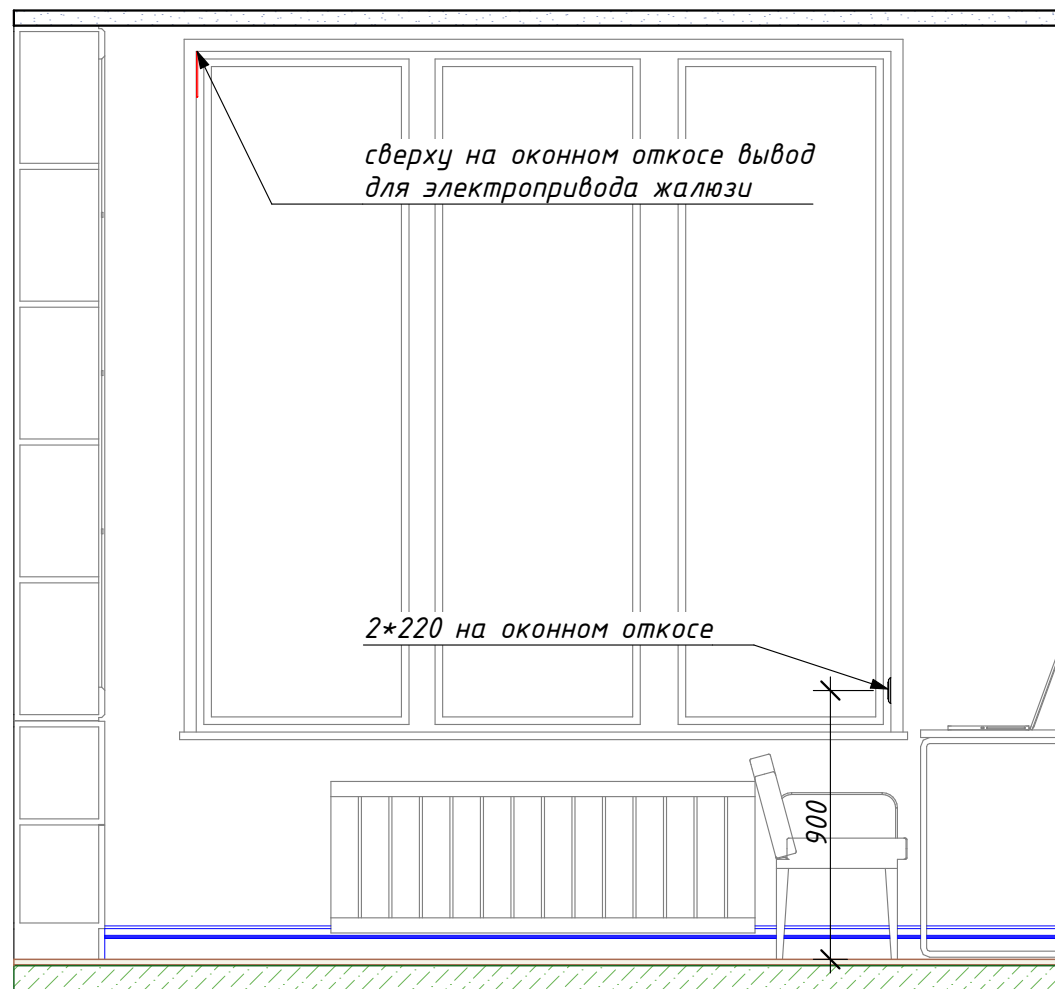 сверху на оконном откосе вывод
для электропривода жалюзи
2*220 на оконном откосе
900